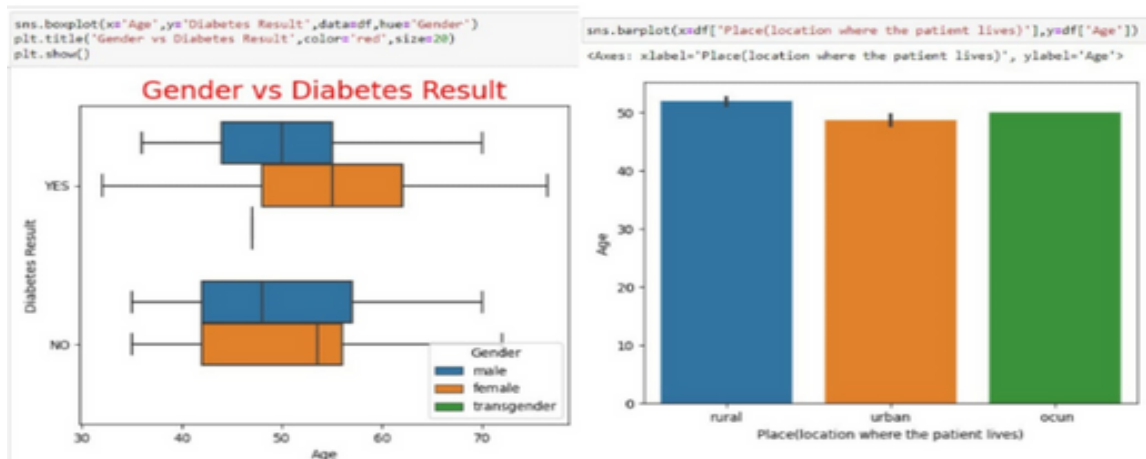 sns.boxplot(x='Age',y='Diabetes Result',data=df,hue='Gender')
plt.title('Gender vs Diabetes Result',color='red',size=20)
plt.show()
Gender vs Diabetes Result
YES
NO
Diabetes Result
Gender
male
female
transgender
30 40 50 60 70
Age
sns.barplot(x=df["Place(location where the patient lives)"],y=df['Age'])
<Axes: xlabel='Place(location where the patient lives)', ylabel='Age'>
50
40
30
20
10
0
Age
rural urban ocun
Place(location where the patient lives)